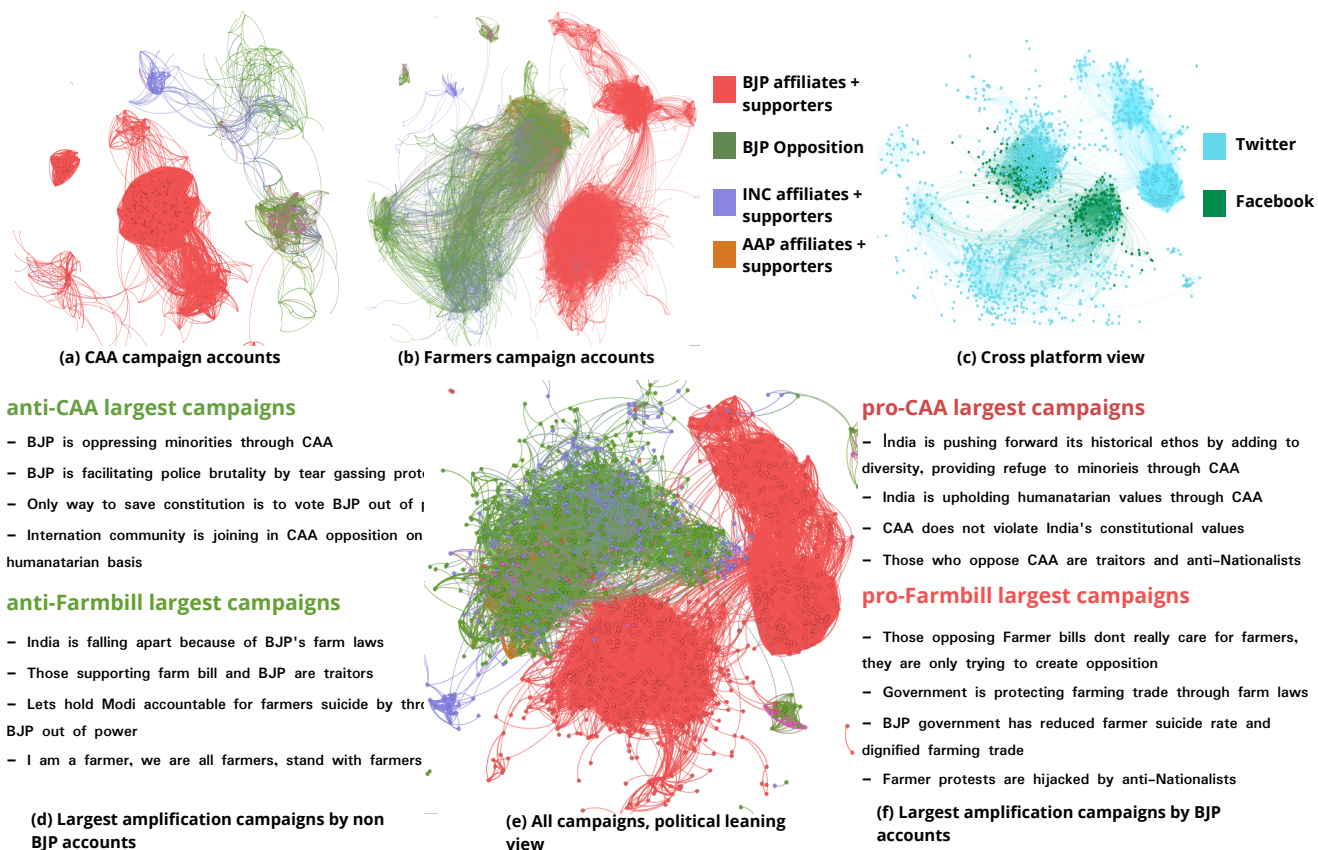 BJP affiliates +
supporters
BJP Opposition
INC affiliates +
supporters
AAP affiliates +
supporters
Twitter
Facebook
(a) CAA campaign accounts
(b) Farmers campaign accounts
(c) Cross platform view
anti-CAA largest campaigns
– BJP is oppressing minorities through CAA
– BJP is facilitating police brutality by tear gassing
– Only way to save constitution is to vote BJP out of
– Internation community is joining in CAA opposition on
humanatarian basis
anti-Farmbill largest campaigns
– India is falling apart because of BJP's farm laws
– Those supporting farm bill and BJP are traitors
– Lets hold Modi accountable for farmers suicide by
BJP out of power
– I am a farmer, we are all farmers, stand with farmers
(d) Largest amplification campaigns by non
BJP accounts
(e) All campaigns, political leaning
view
pro-CAA largest campaigns
– India is pushing forward its historical ethos by adding to
diversity, providing refuge to minorieis through CAA
– India is upholding humanatarian values through CAA
– CAA does not violate India's constitutional values
– Those who oppose CAA are traitors and anti-Nationalists
pro-Farmbill largest campaigns
– Those opposing Farmer bills dont really care for farmers,
they are only trying to create opposition
– Government is protecting farming trade through farm laws
– BJP government has reduced farmer suicide rate and
dignified farming trade
– Farmer protests are hijacked by anti-Nationalists
(f) Largest amplification campaigns by BJP
accounts